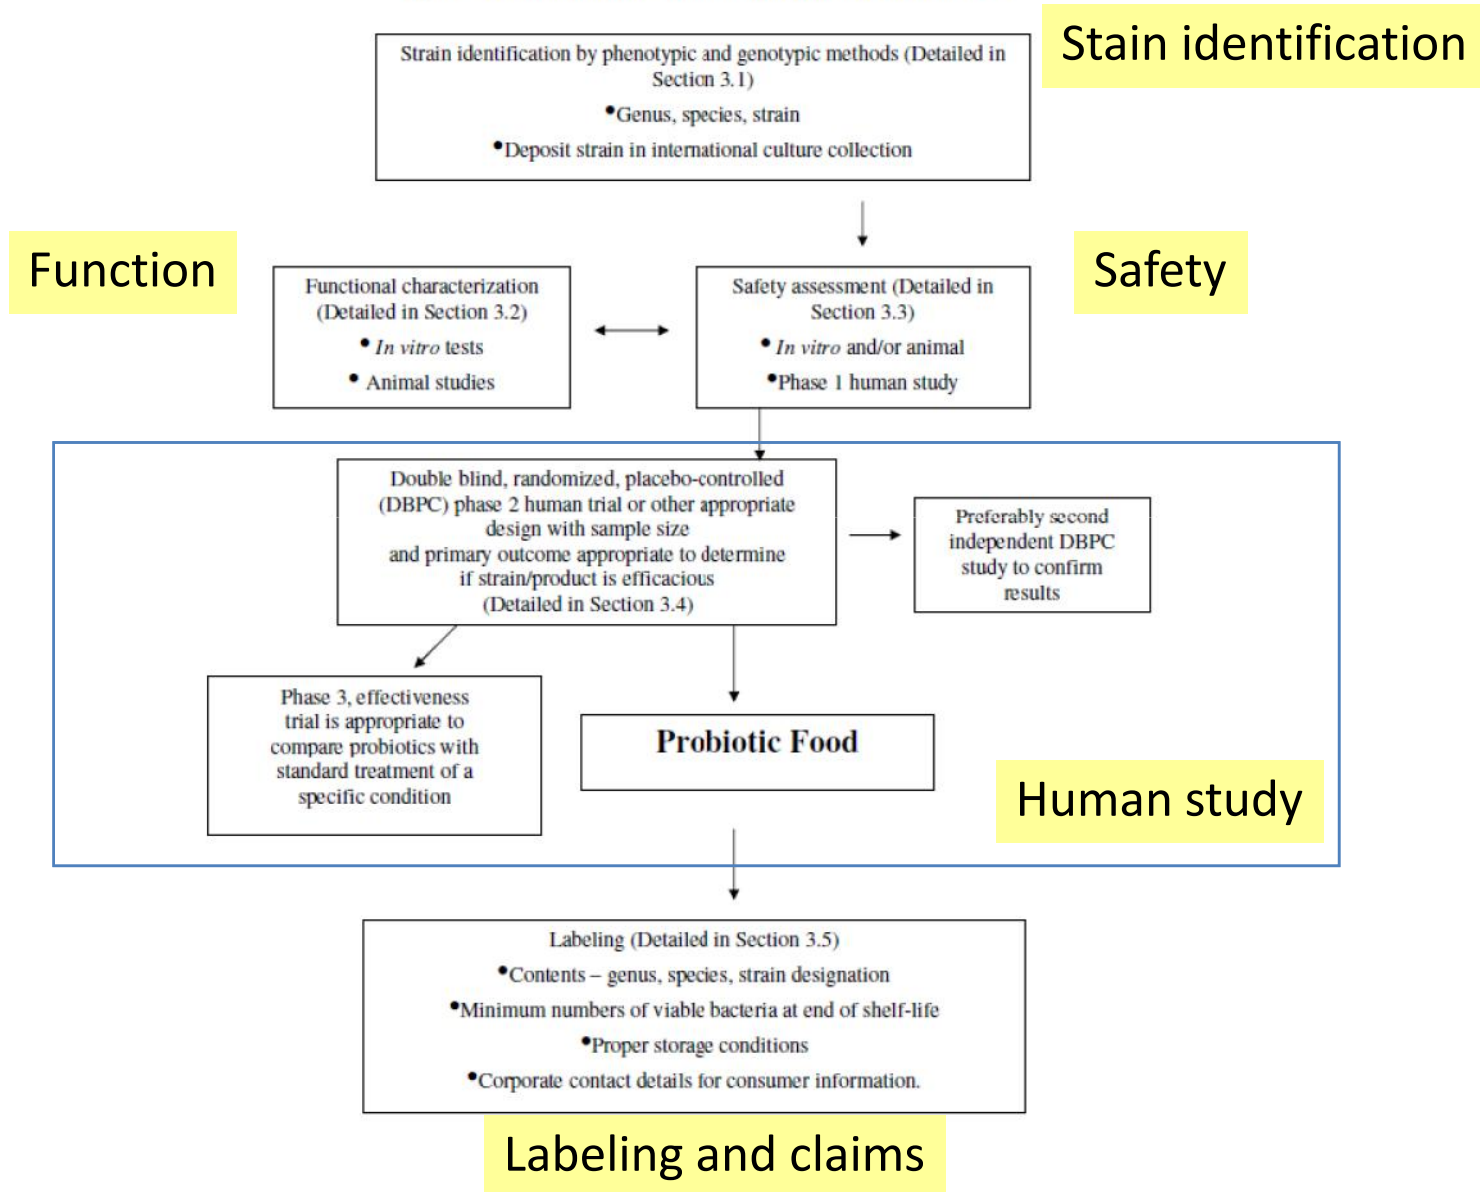 Stain identification
Strain identification by phenotypic and genotypic methods (Detailed in
Section 3.1)
•Genus, species, strain
•Deposit strain in international culture collection
Function
Functional characterization
(Detailed in Section 3.2)
• In vitro tests
• Animal studies
Safety assessment (Detailed in
Section 3.3)
• In vitro and/or animal
•Phase 1 human study
Safety
Double blind, randomized, placebo-controlled
(DBPC) phase 2 human trial or other appropriate
design with sample size
and primary outcome appropriate to determine
if strain/product is efficacious
(Detailed in Section 3.4)
Preferably second
independent DBPC
study to confirm
results
Phase 3, effectiveness
trial is appropriate to
compare probiotics with
standard treatment of a
specific condition
Probiotic Food
Human study
Labeling (Detailed in Section 3.5)
•Contents – genus, species, strain designation
•Minimum numbers of viable bacteria at end of shelf-life
•Proper storage conditions
•Corporate contact details for consumer information.
Labeling and claims